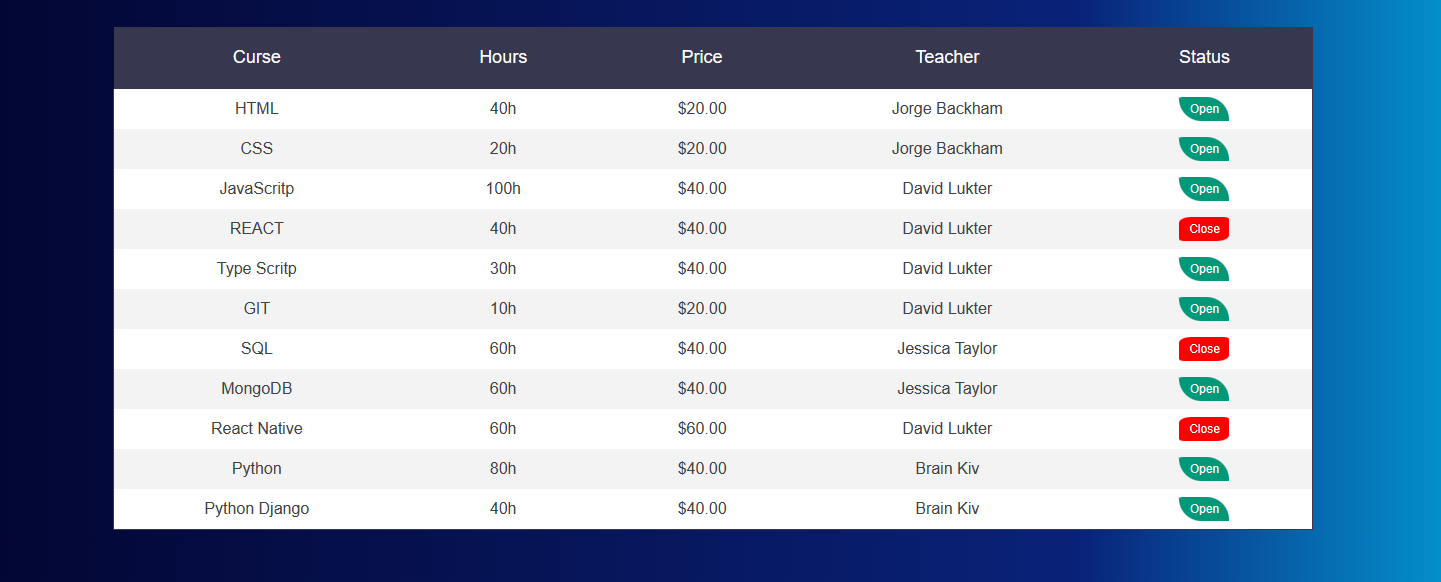 Curse Hours Price Teacher Status
HTML 40h $20.00 Jorge Backham Open
CSS 20h $20.00 Jorge Backham Open
JavaScritp 100h $40.00 David Lukter Open
REACT 40h $40.00 David Lukter Close
Type Scritp 30h $40.00 David Lukter Open
GIT 10h $20.00 David Lukter Open
SQL 60h $40.00 Jessica Taylor Close
MongoDB 60h $40.00 Jessica Taylor Open
React Native 60h $60.00 David Lukter Close
Python 80h $40.00 Brain Kiv Open
Python Django 40h $40.00 Brain Kiv Open